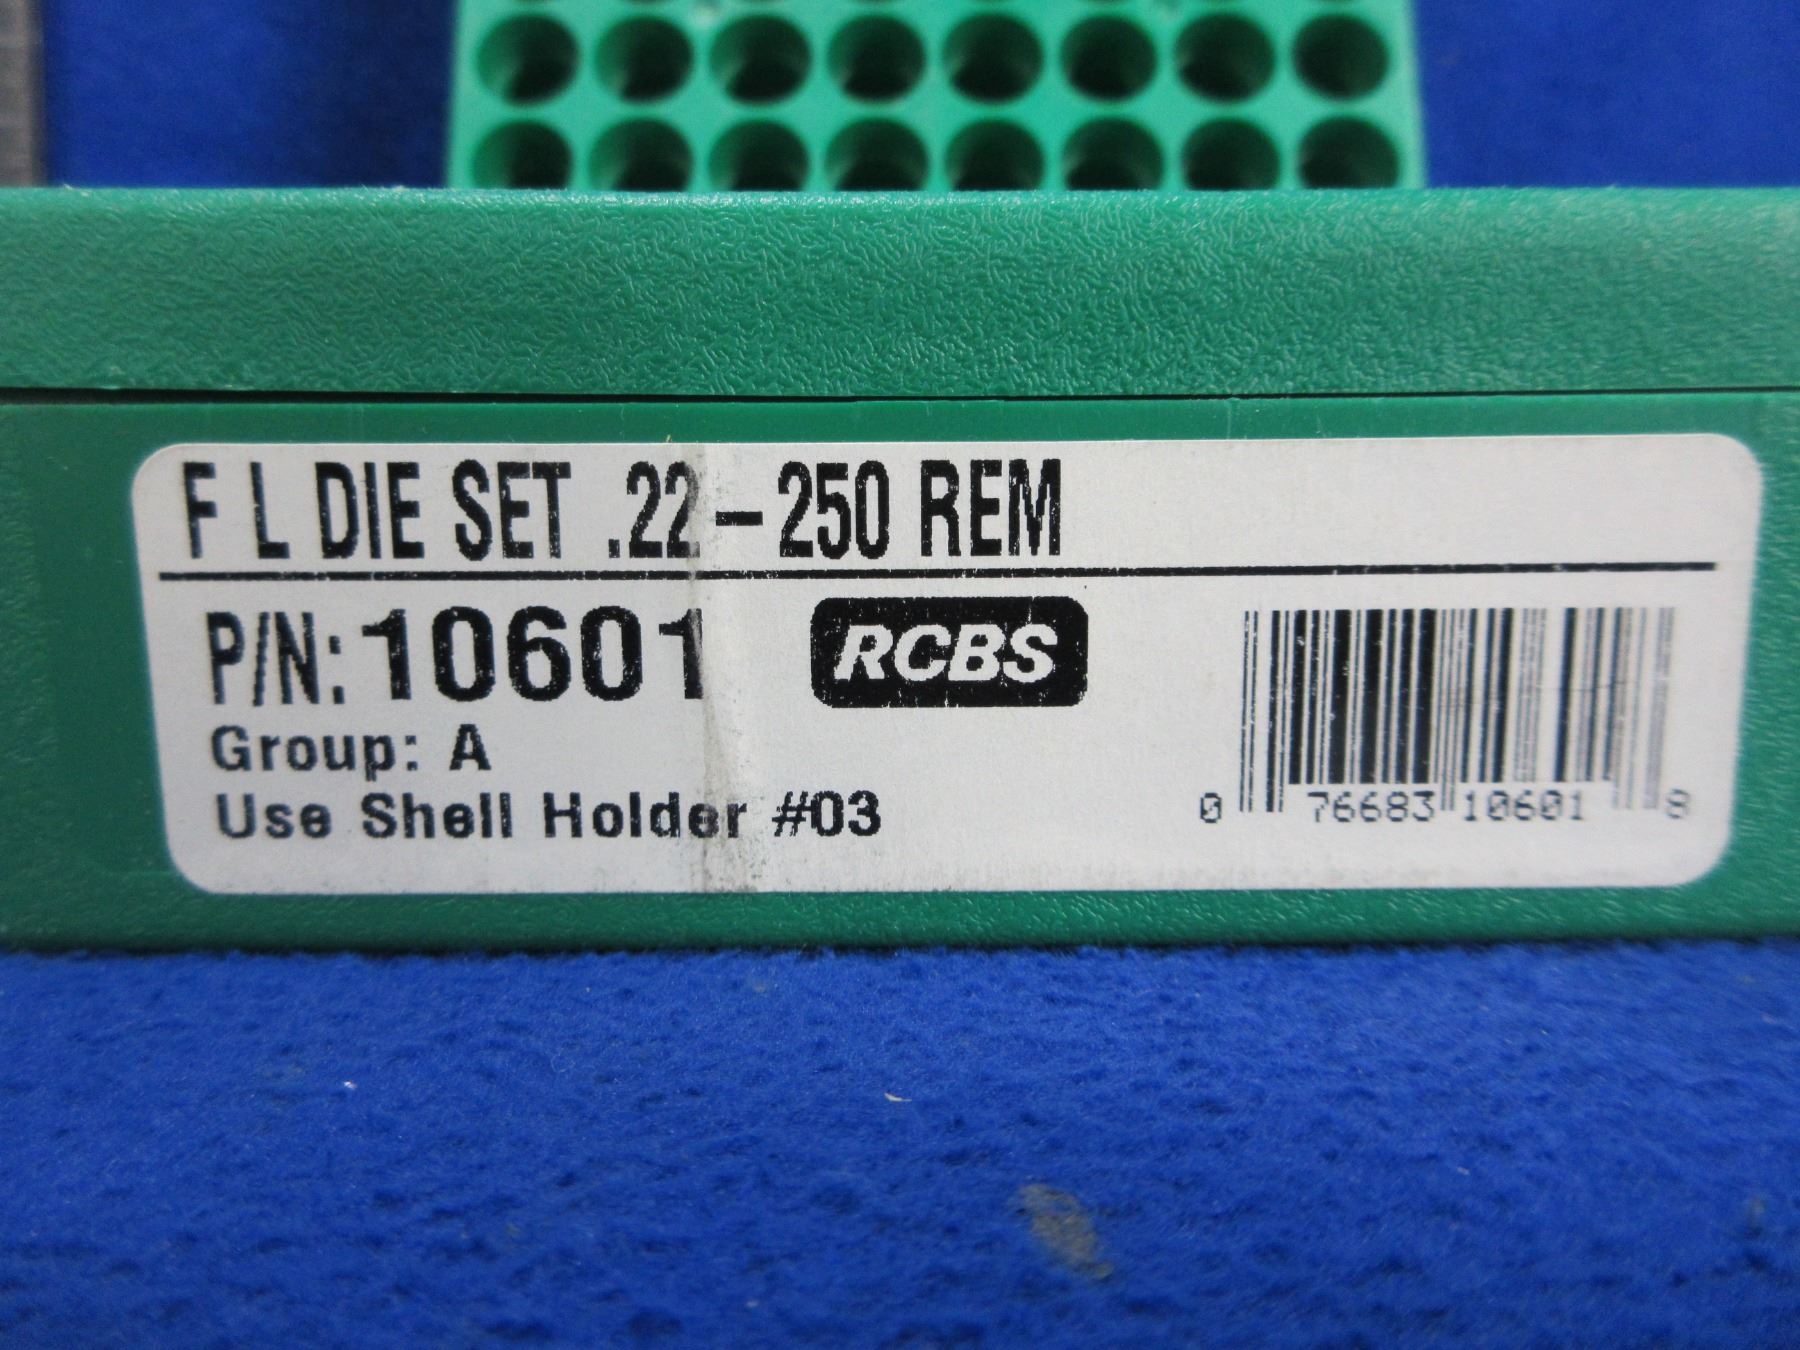 F L DIE SET .22-250 REM
P/N: 10601
RCBS
Group: A
Use Shell Holder #03
0 76683 10601 8